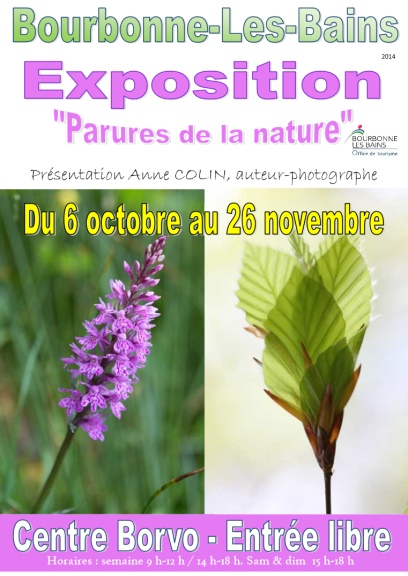 Bourbonne-Les-Bains
2014
Exposition
"Parures de la nature"
BOURBONNE
LES BAINS
Office de tourisme
Présentation Anne COLIN, auteur-photographe
Du 6 octobre au 26 novembre
Centre Borvo - Entrée libre
Horaires : semaine 9 h-12 h / 14 h-18 h. Sam & dim 15 h-18 h